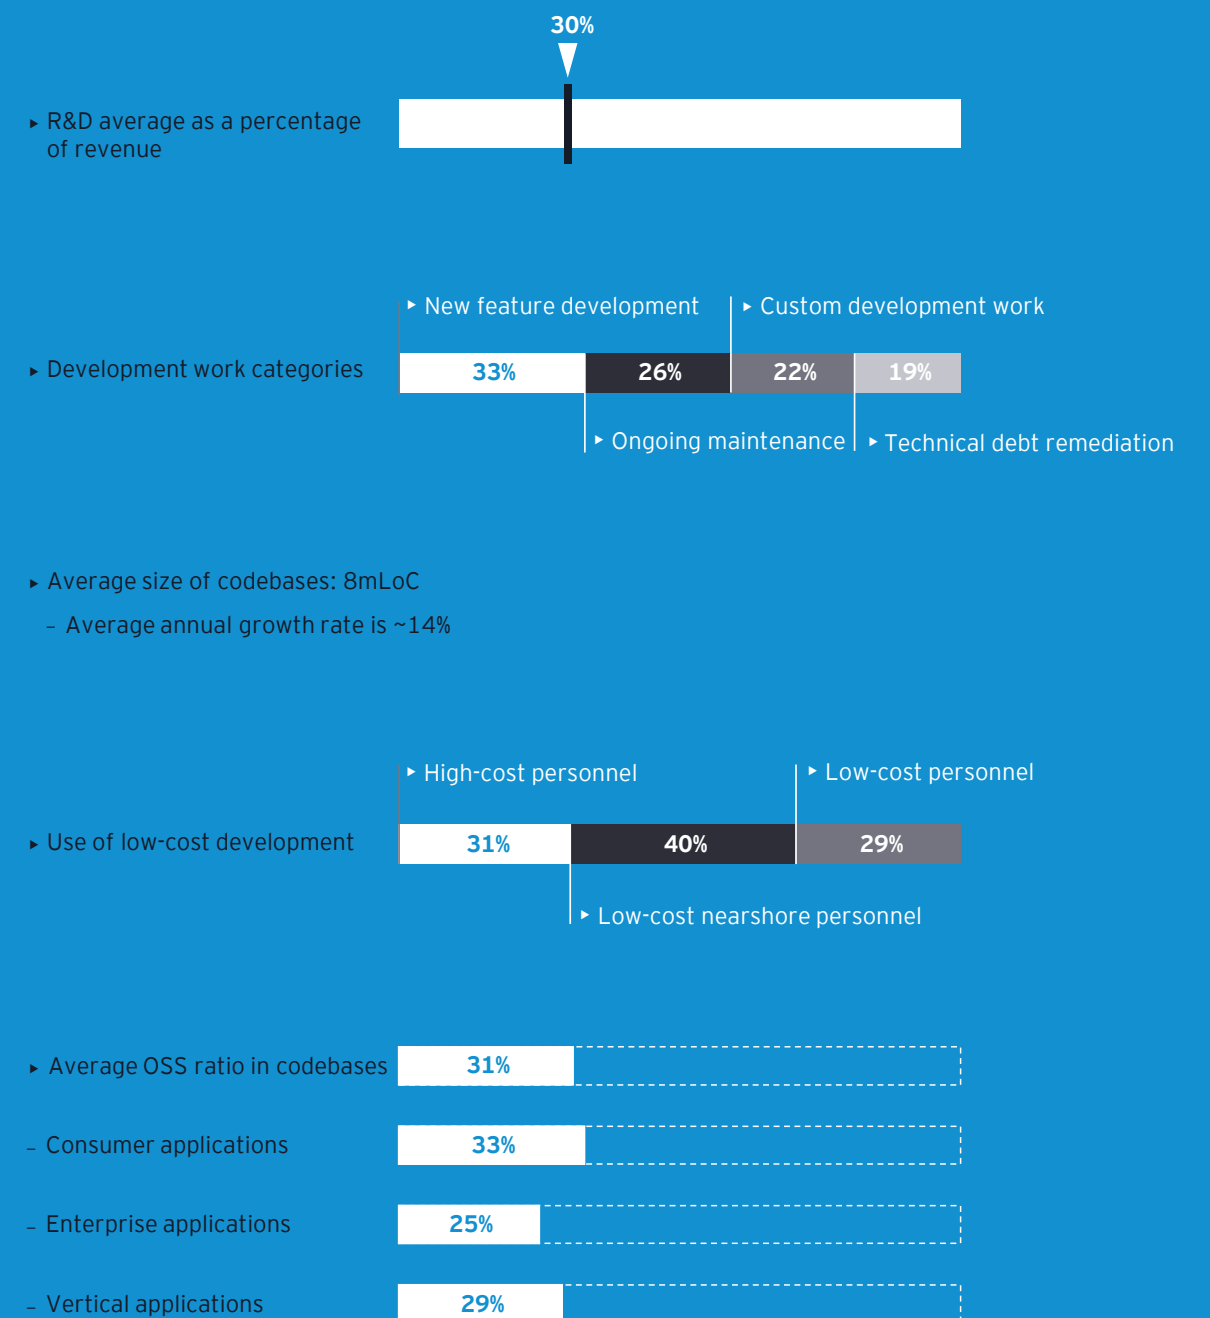 30%
▸ R&D average as a percentage
of revenue
▸ New feature development
▸ Custom development work
▸ Development work categories
33%
26%
22%
19%
▸ Ongoing maintenance
▸ Technical debt remediation
▸ Average size of codebases: 8mLoC
– Average annual growth rate is ~14%
▸ High-cost personnel
▸ Low-cost personnel
▸ Use of low-cost development
31%
40%
29%
▸ Low-cost nearshore personnel
▸ Average OSS ratio in codebases
31%
– Consumer applications
33%
– Enterprise applications
25%
– Vertical applications
29%